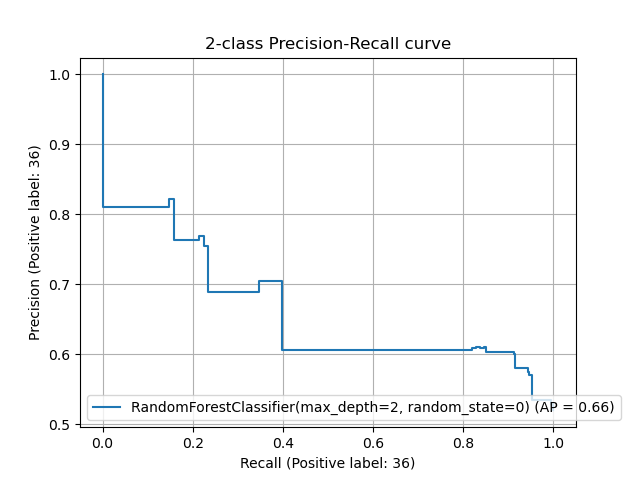 2-class Precision-Recall curve
Precision (Positive label: 36)
1.0
0.9
0.8
0.7
0.6
0.5
RandomForestClassifier(max_depth=2, random_state=0) (AP = 0.66)
0.0 0.2 0.4 0.6 0.8 1.0
Recall (Positive label: 36)